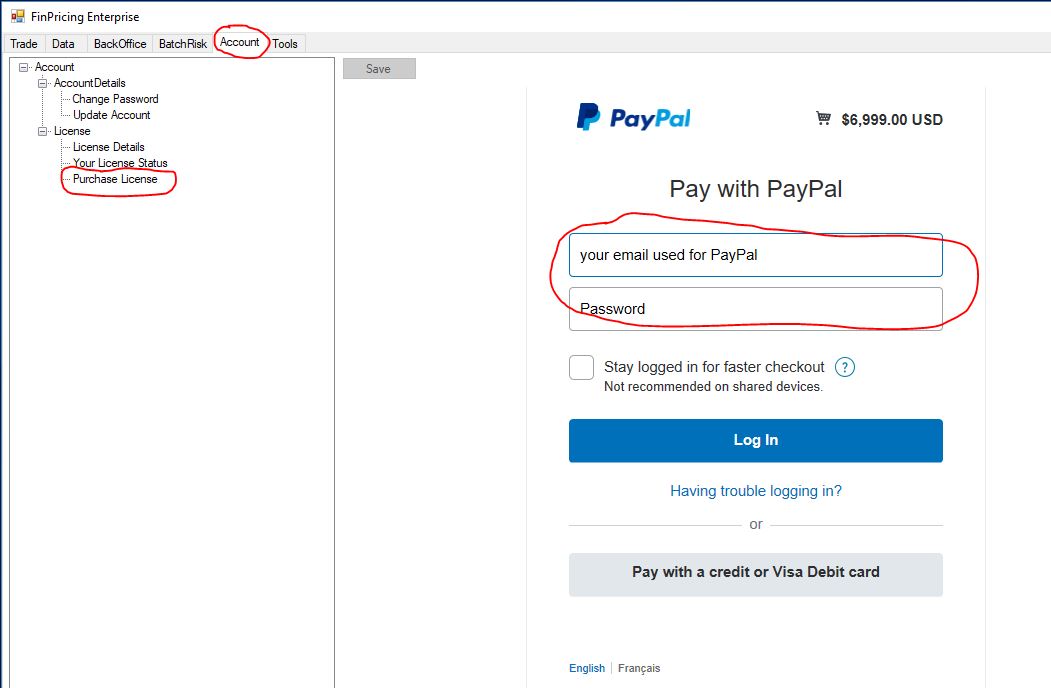 FinPricing Enterprise
Trade Data BackOffice BatchRisk Account Tools
Account
AccountDetails
Change Password
Update Account
License
License Details
Your License Status
Purchase License
Save
PayPal $6,999.00 USD
Pay with PayPal
your email used for PayPal
Password
Stay logged in for faster checkout ?
Not recommended on shared devices.
Log In
Having trouble logging in?
or
Pay with a credit or Visa Debit card
English Français